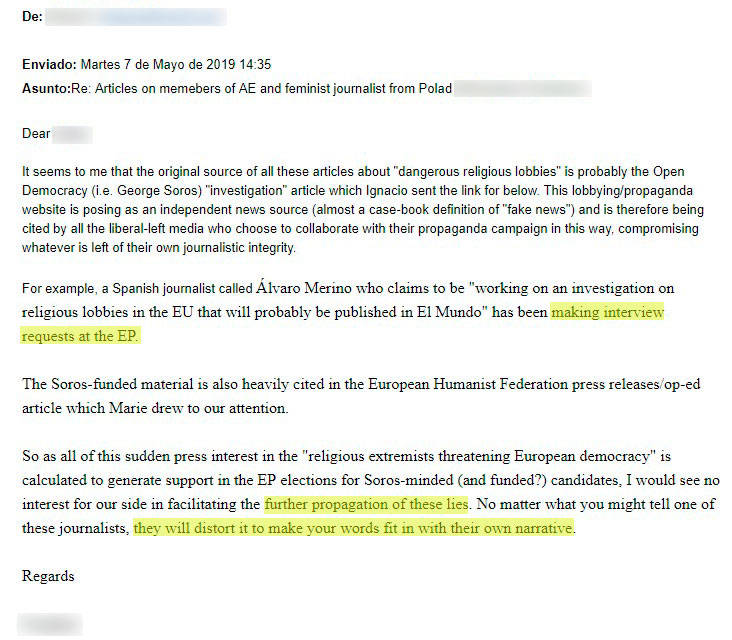 De:
Enviado: Martes 7 de Mayo de 2019 14:35
Asunto:Re: Articles on memebers of AE and feminist journalist from Polad
Dear
It seems to me that the original source of all these articles about "dangerous religious lobbies" is probably the Open
Democracy (i.e. George Soros) "investigation" article which Ignacio sent the link for below. This lobbying/propaganda
website is posing as an independent news source (almost a case-book definition of "fake news") and is therefore being
cited by all the liberal-left media who choose to collaborate with their propaganda campaign in this way, compromising
whatever is left of their own journalistic integrity.
For example, a Spanish journalist called Álvaro Merino who claims to be "working on an investigation on
religious lobbies in the EU that will probably be published in El Mundo" has been making interview
requests at the EP.
The Soros-funded material is also heavily cited in the European Humanist Federation press releases/op-ed
article which Marie drew to our attention.
So as all of this sudden press interest in the "religious extremists threatening European democracy" is
calculated to generate support in the EP elections for Soros-minded (and funded?) candidates, I would see no
interest for our side in facilitating the further propagation of these lies. No matter what you might tell one of
these journalists, they will distort it to make your words fit in with their own narrative.
Regards